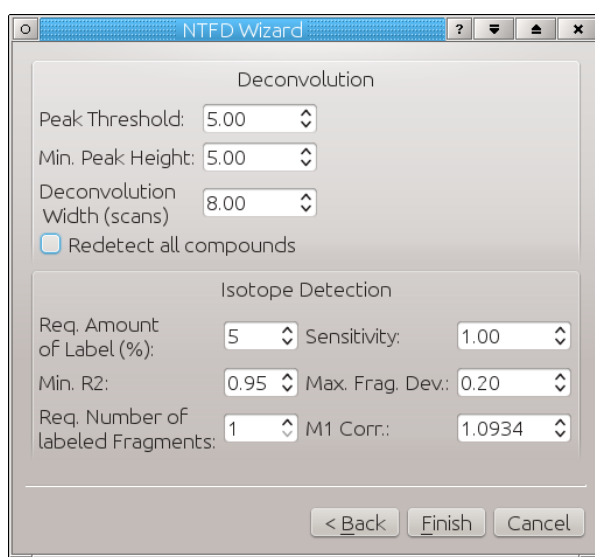 NTFD Wizard ?
Deconvolution
Peak Threshold: 5.00
Min. Peak Height: 5.00
Deconvolution
Width (scans) 8.00
Redetect all compounds
Isotope Detection
Req. Amount
of Label (%): 5 Sensitivity: 1.00
Min. R2: 0.95 Max. Frag. Dev.: 0.20
Req. Number of
labeled Fragments: 1 M1 Corr.: 1.0934
< Back Finish Cancel